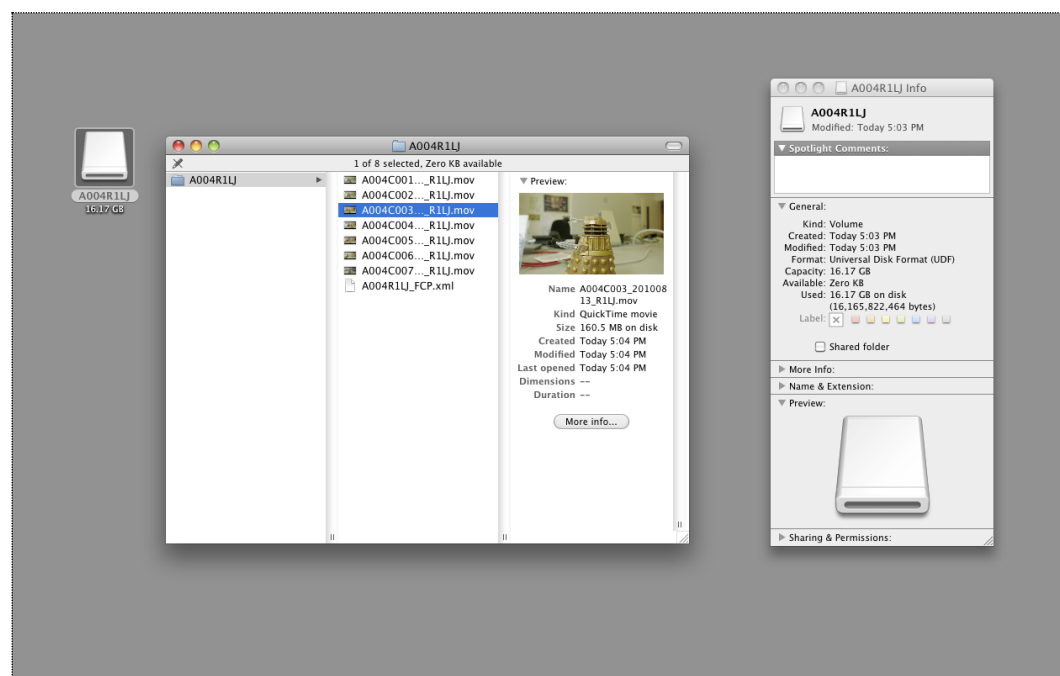 A004R1LJ
16.17 GB
A004R1LJ
1 of 8 selected, Zero KB available
A004R1LJ
A004C001..._R1LJ.mov
A004C002..._R1LJ.mov
A004C003..._R1LJ.mov
A004C004..._R1LJ.mov
A004C005..._R1LJ.mov
A004C006..._R1LJ.mov
A004C007..._R1LJ.mov
A004R1LJ_FCP.xml
Preview:
Name A004C003_201008
13_R1LJ.mov
Kind QuickTime movie
Size 160.5 MB on disk
Created Today 5:04 PM
Modified Today 5:04 PM
Last opened Today 5:04 PM
Dimensions --
Duration --
More info...
A004R1LJ Info
A004R1LJ
Modified: Today 5:03 PM
Spotlight Comments:
General:
Kind: Volume
Created: Today 5:03 PM
Modified: Today 5:03 PM
Format: Universal Disk Format (UDF)
Capacity: 16.17 GB
Available: Zero KB
Used: 16.17 GB on disk
(16,165,822,464 bytes)
Label:
Shared folder
More Info:
Name & Extension:
Preview:
Sharing & Permissions: